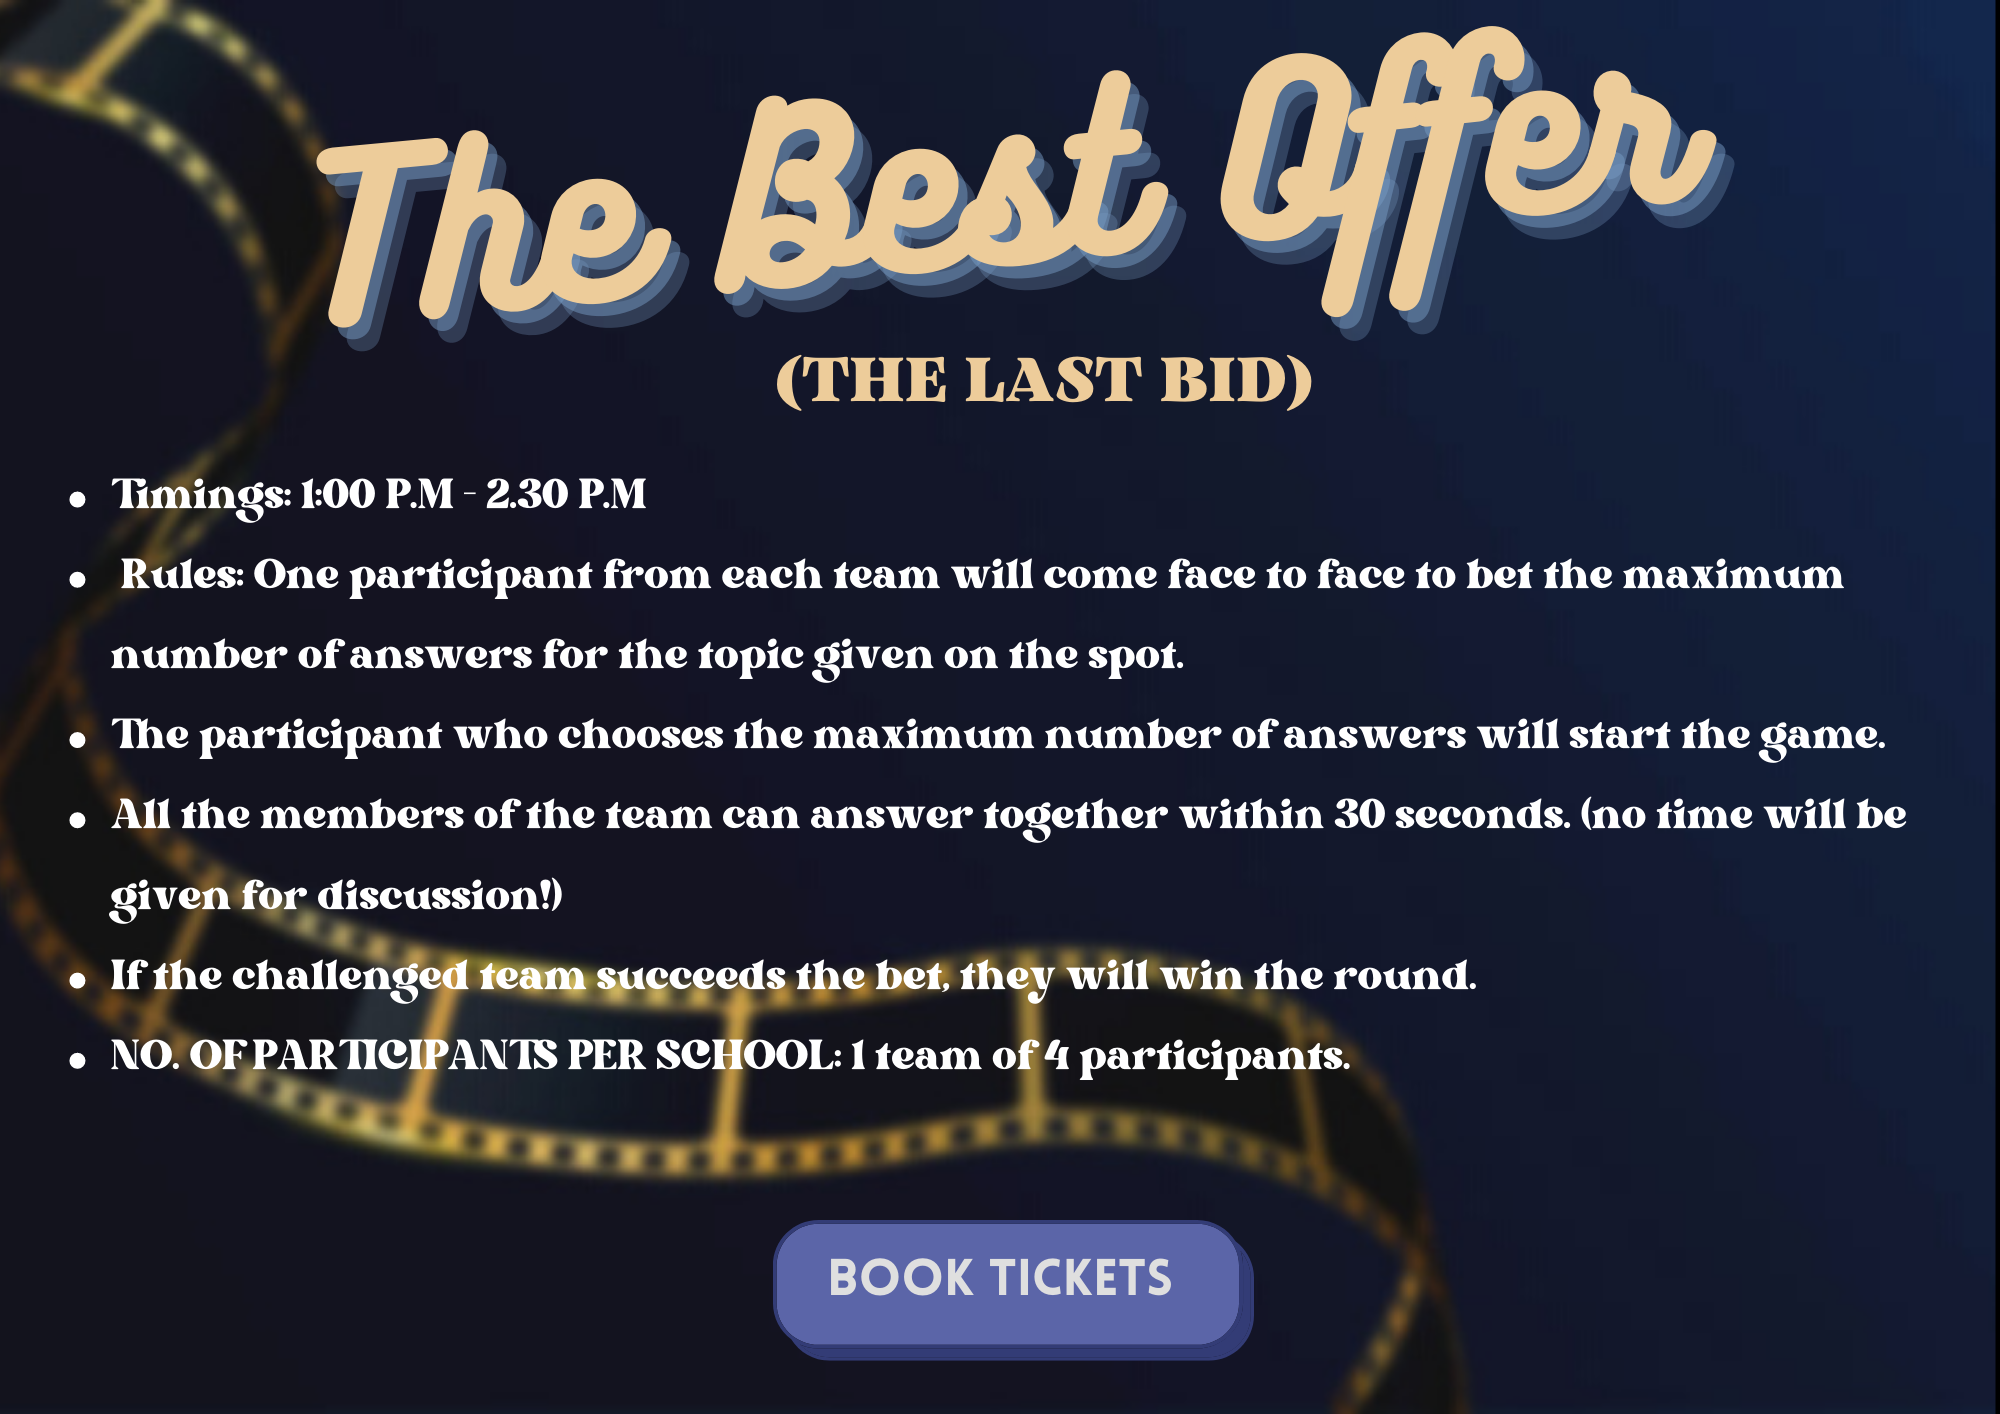 The Best Offer
(THE LAST BID)
• Timings: 1:00 P.M - 2.30 P.M
• Rules: One participant from each team will come face to face to bet the maximum
number of answers for the topic given on the spot.
• The participant who chooses the maximum number of answers will start the game.
• All the members of the team can answer together within 30 seconds. (no time will be
given for discussion!)
• If the challenged team succeeds the bet, they will win the round.
• NO. OF PARTICIPANTS PER SCHOOL: 1 team of 4 participants.
BOOK TICKETS